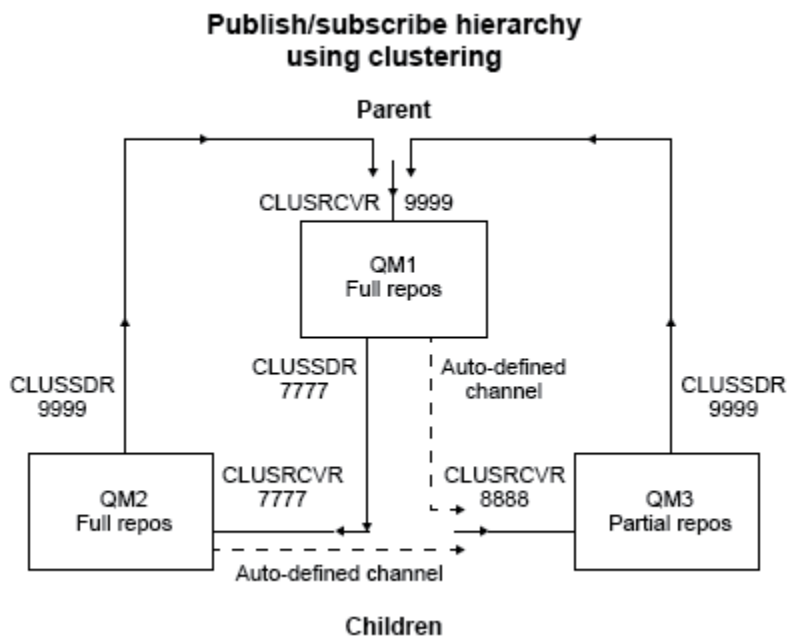 Publish/subscribe hierarchy
using clustering
Parent
CLUSRCVR 9999
QM1
Full repos
CLUSSDR
7777
Auto-defined
channel
CLUSSDR
9999
CLUSSDR
9999
CLUSRCVR
7777
CLUSRCVR
8888
QM2
Full repos
QM3
Partial repos
Auto-defined channel
Children